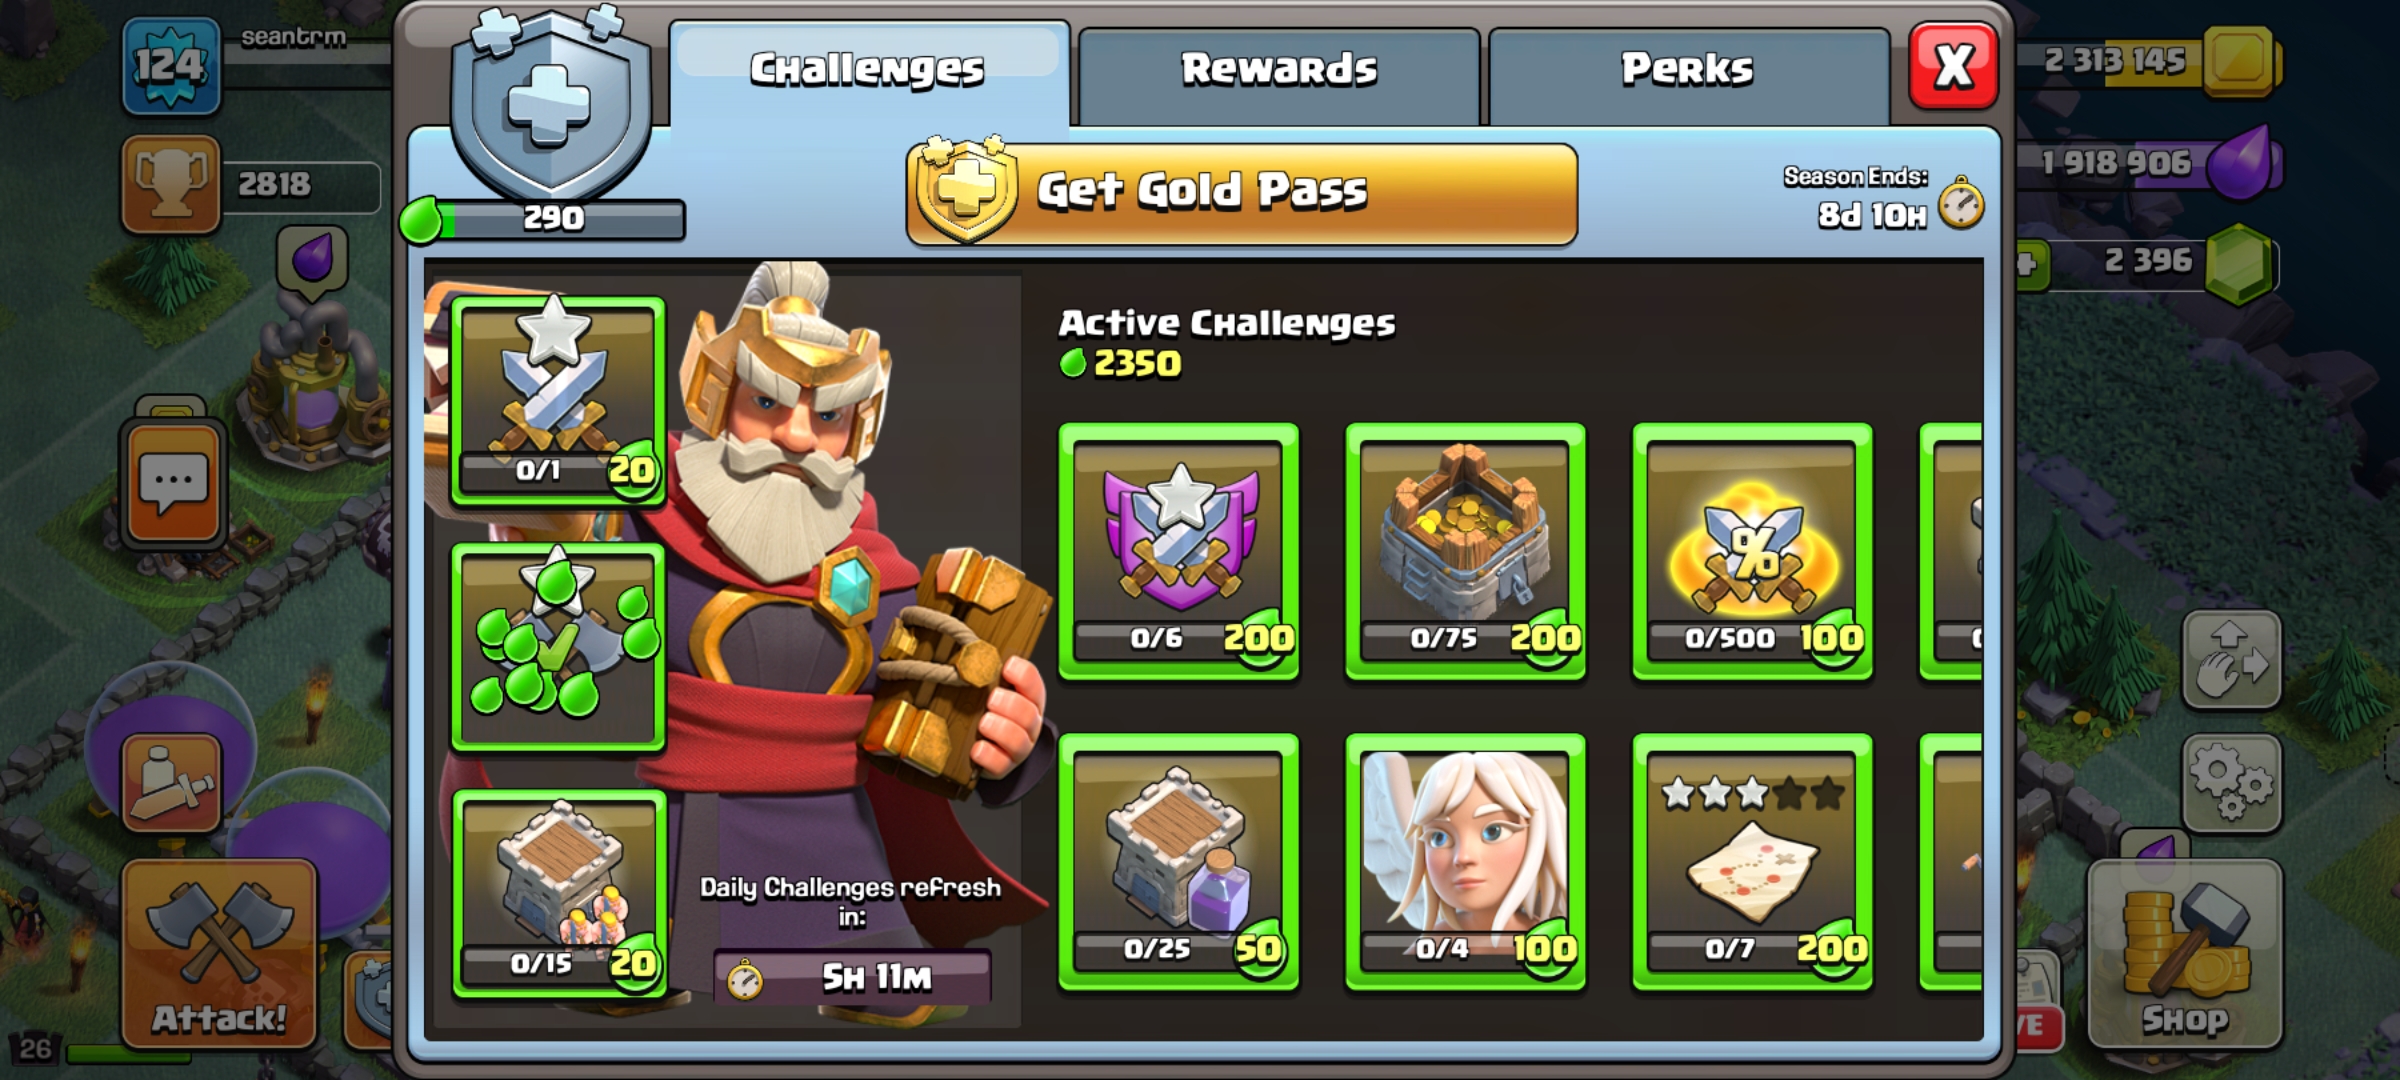 124
seantrm
Challenges
Rewards
Perks
X
2 313 145
2818
290
Get Gold Pass
Season Ends:
8d 10H
1 918 906
2 396
Active Challenges
2350
0/1
20
0/6
200
0/75
200
0/500
100
%
0/15
20
Daily Challenges refresh
in:
5H 11M
0/25
50
0/4
100
0/7
200
Attack!
26
Shop